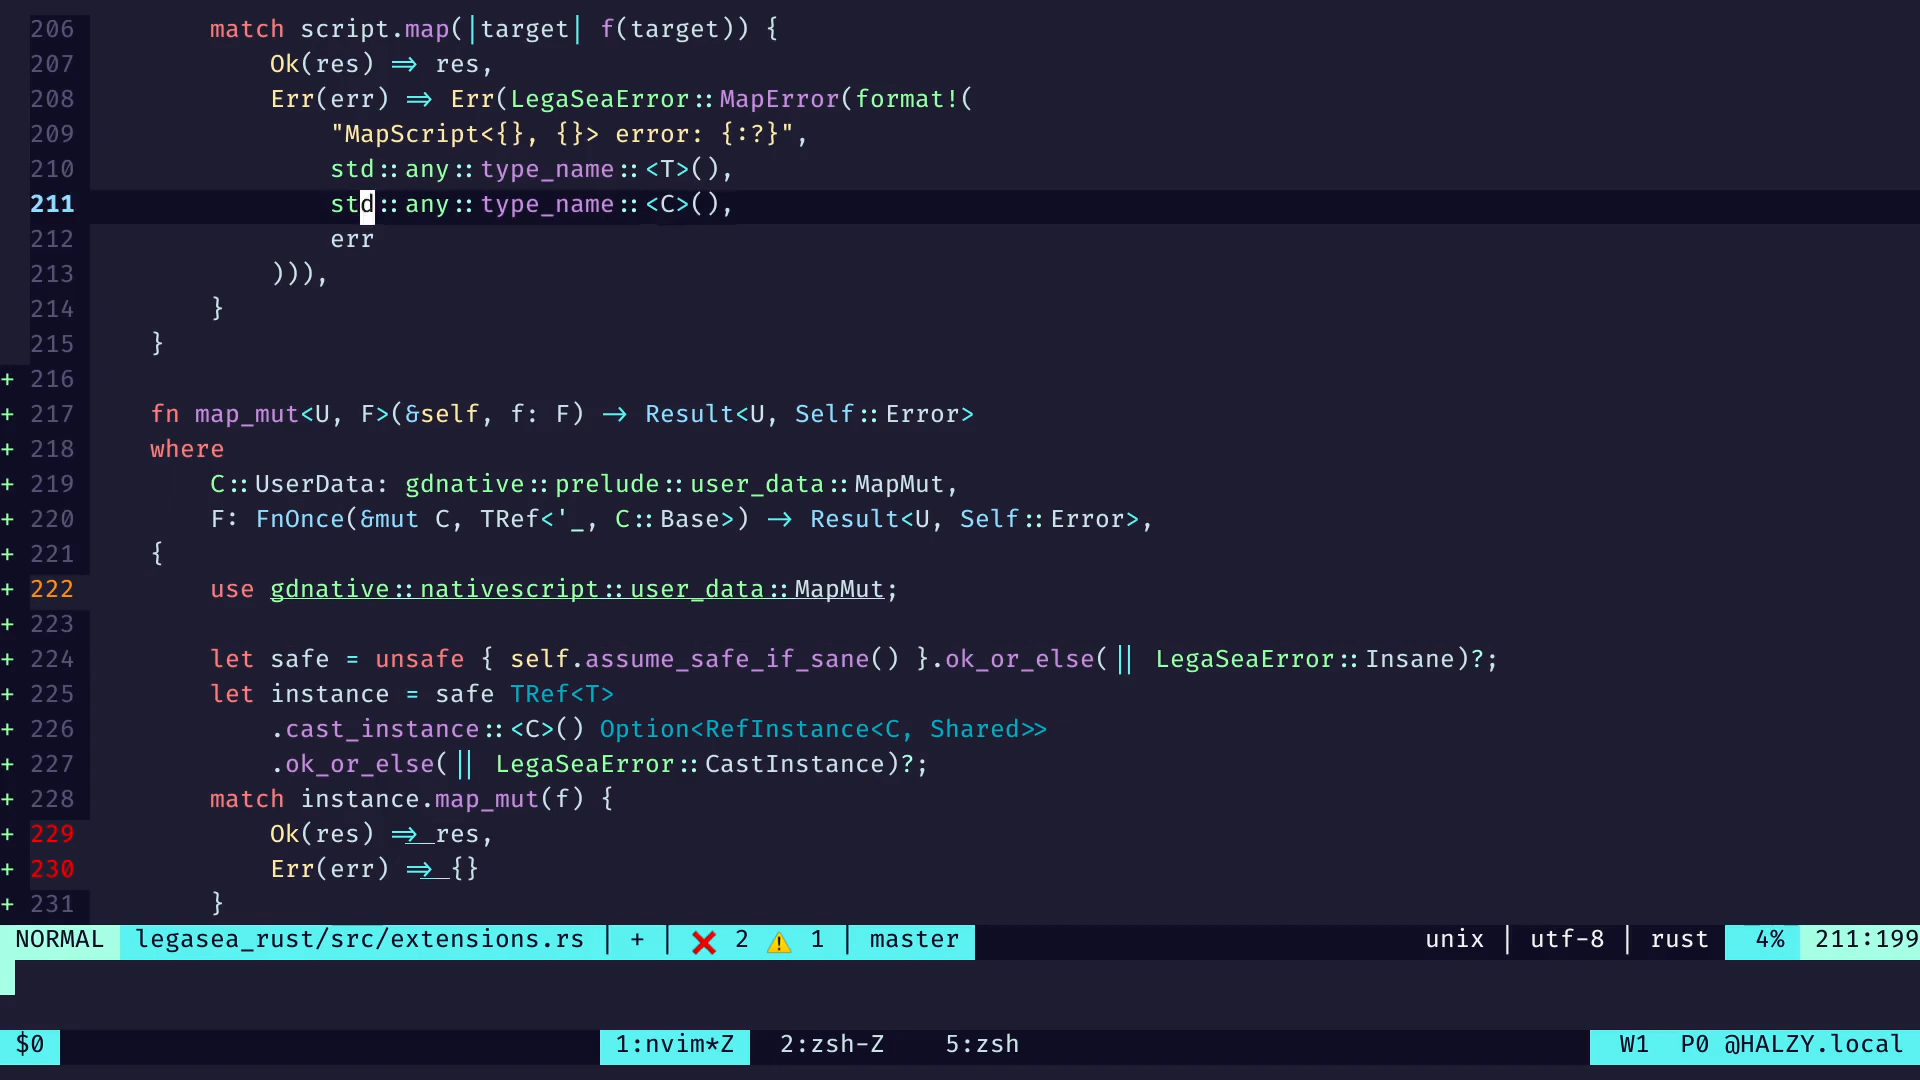 206         match script.map(|target| f(target)) {
207             Ok(res) => res,
208             Err(err) => Err(LegaSeaError::MapError(format!(
209                 "MapScript<{}, {}> error: {:?}",
210                 std::any::type_name::<T>(),
211                 std::any::type_name::<C>(),
212                 err
213             ))),
214         }
215     }
+ 216
+ 217     fn map_mut<U, F>(&self, f: F) -> Result<U, Self::Error>
+ 218     where
+ 219         C::UserData: gdnative::prelude::user_data::MapMut,
+ 220         F: FnOnce(&mut C, TRef<'_, C::Base>) -> Result<U, Self::Error>,
+ 221     {
+ 222         use gdnative::nativescript::user_data::MapMut;
+ 223
+ 224         let safe = unsafe { self.assume_safe_if_sane() }.ok_or_else(|| LegaSeaError::Insane)?;
+ 225         let instance = safe TRef<T>
+ 226             .cast_instance::<C>() Option<RefInstance<C, Shared>>
+ 227             .ok_or_else(|| LegaSeaError::CastInstance)?;
+ 228         match instance.map_mut(f) {
+ 229             Ok(res) => res,
+ 230             Err(err) => {}
+ 231         }
NORMAL legasea_rust/src/extensions.rs | + | ❌ 2 ⚠ 1 | master unix | utf-8 | rust 4% 211:199
$0 1:nvim*Z 2:zsh-Z 5:zsh W1 P0 @HALZY.local